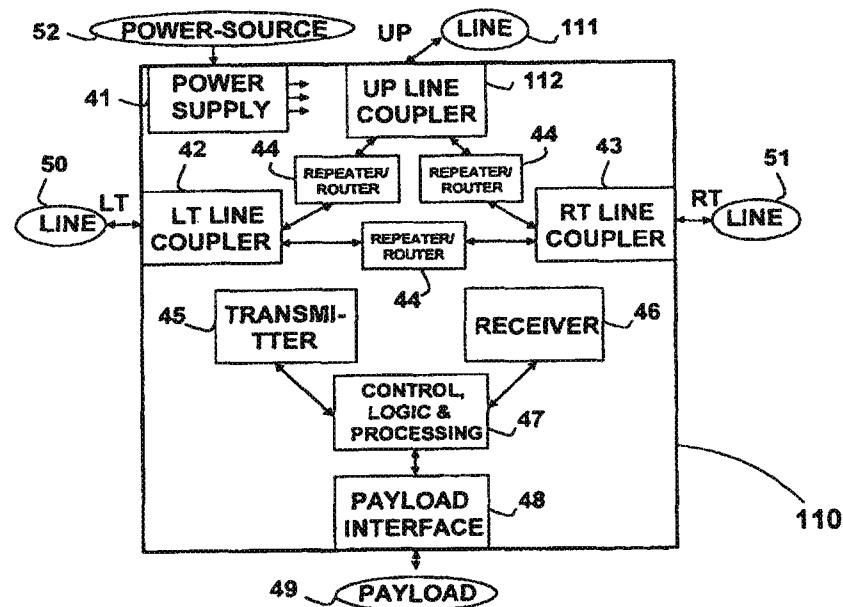 52
POWER-SOURCE
UP
LINE
111
41
POWER
SUPPLY
UP LINE
COUPLER
112
50
42
44
REPEATER/
ROUTER
REPEATER/
ROUTER
44
43
51
LINE
LT
LT LINE
COUPLER
REPEATER/
ROUTER
44
RT LINE
COUPLER
RT
LINE
45
TRANSMI-
TTER
RECEIVER
46
CONTROL,
LOGIC &
PROCESSING
47
PAYLOAD
INTERFACE
48
110
49
PAYLOAD